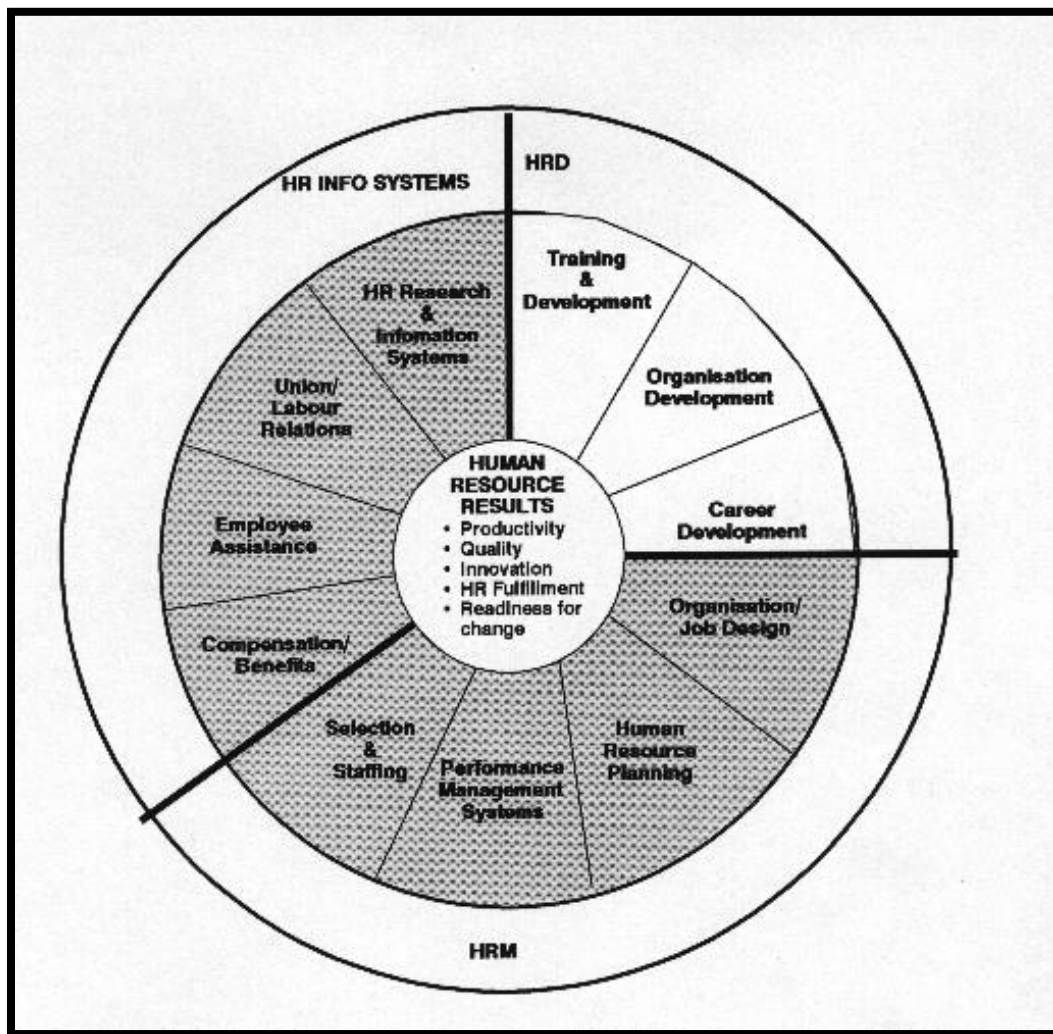 HRD
HR INFO SYSTEMS
Training
&
Development
HR Research
&
Infomation
Systems
Organisation
Development
Union/
Labour
Relations
HUMAN
RESOURCE
RESULTS
• Productivity
• Quality
• Innovation
• HR Fulfillment
• Readiness for
change
Career
Development
Employee
Assistance
Organisation/
Job Design
Compensation/
Benefits
Selection
&
Staffing
Human
Resource
Planning
Performance
Management
Systems
HRM